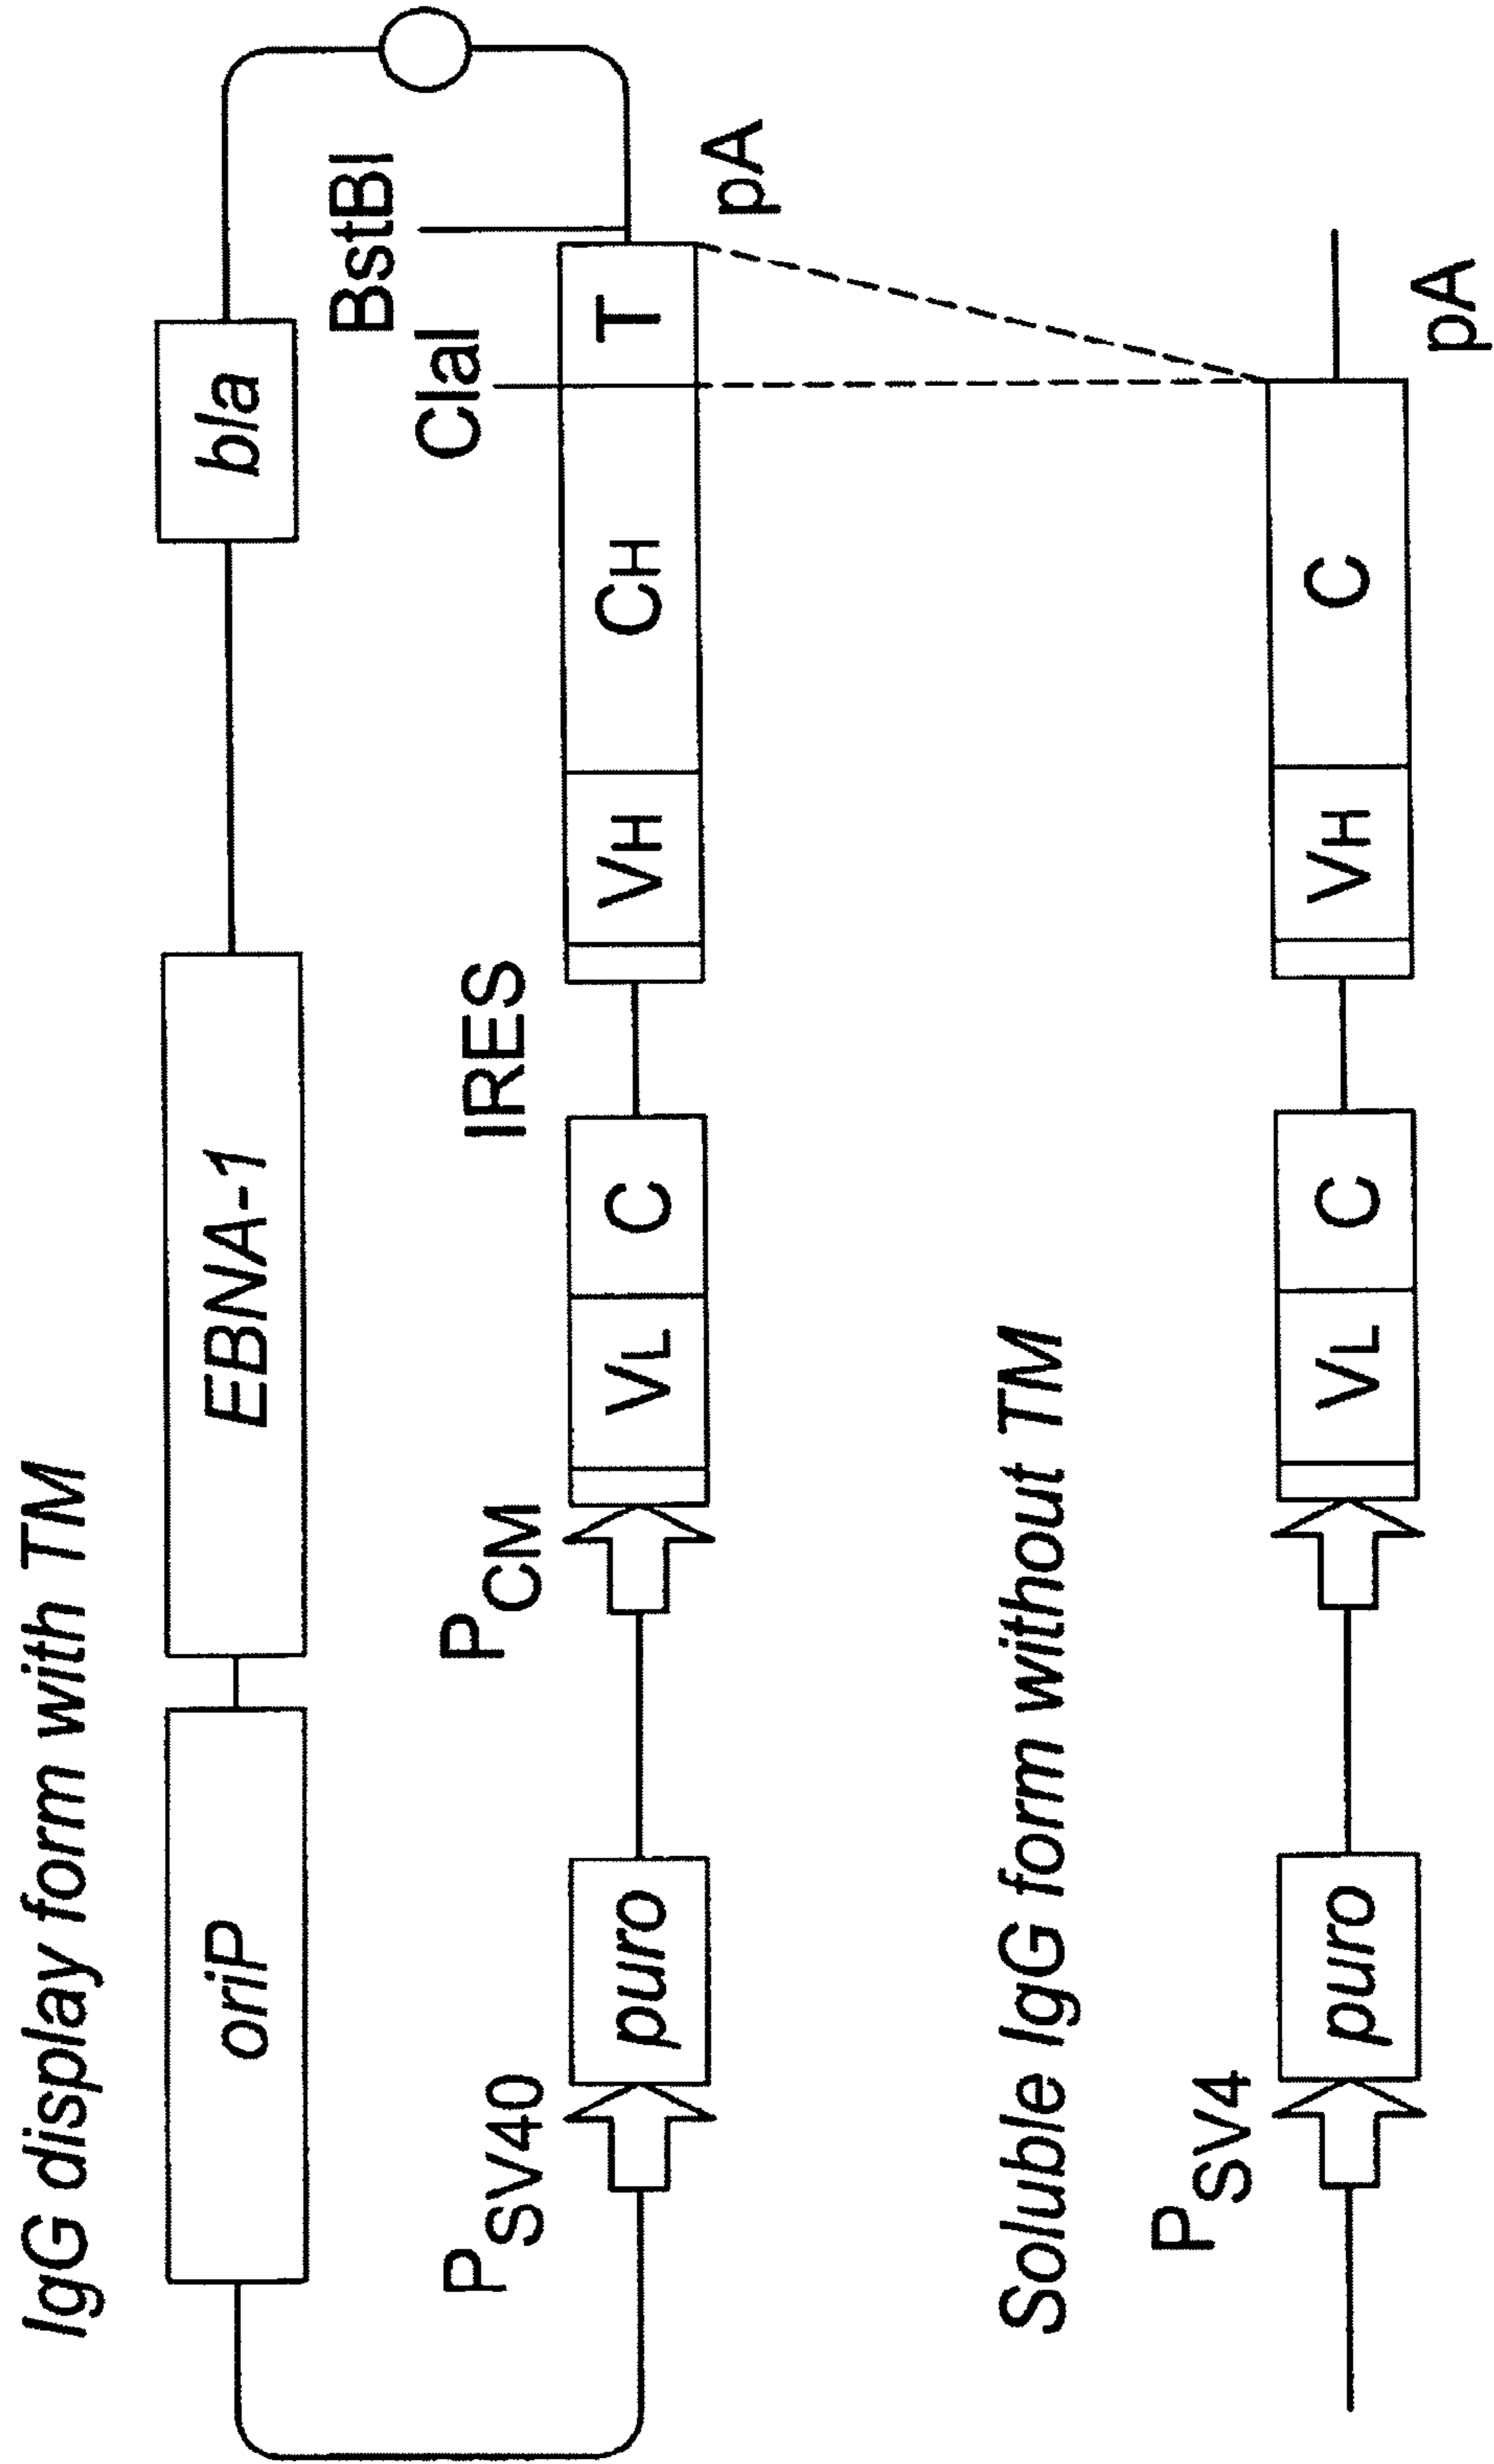 IgG display form with TM
oriP EBNA-1 bla
BstBI
ClaI
PSV40 PCM IRES
puro VL C VH CH T
pA
Soluble IgG form without TM
PSV4
puro VL C VH C
pA